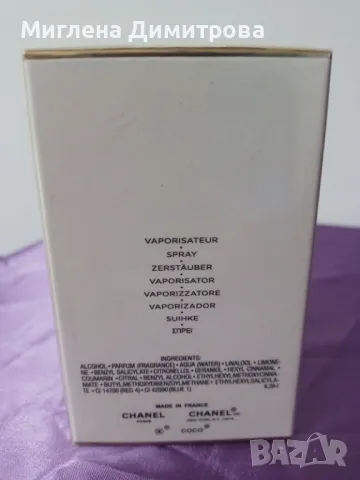 Миглена Димитрова
VAPORISATEUR
•
SPRAY
•
ZERSTÄUBER
•
VAPORISATOR
•
VAPORIZZATORE
•
VAPORIZADOR
•
SUIHKE
•
ΣΠΡΕΪ
INGREDIENTS:
ALCOHOL • PARFUM (FRAGRANCE) • AQUA (WATER) • LINALOOL • LIMONE-
NE • BENZYL SALICYLATE • CITRONELLOL • GERANIOL • HEXYL CINNAMAL •
COUMARIN • CITRAL • BENZYL ALCOHOL • ETHYLHEXYL METHOXYCINNA-
MATE • BUTYL METHOXYDIBENZOYLMETHANE • ETHYLHEXYL SALICYLA-
TE • CI 14700 (RED 4) • CI 42090 (BLUE 1)
MADE IN FRANCE
CHANEL CHANEL
PARIS
COCO
BAZAR